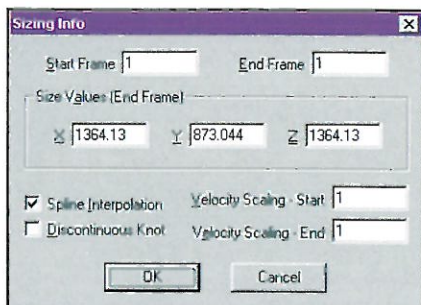 Sizing Info
Start Frame 1 End Frame 1
Size Values (End Frame)
X 1364.13 Y 873.044 Z 1364.13
Spline Interpolation
Velocity Scaling - Start 1
Discontinuous Knot
Velocity Scaling - End 1
OK Cancel